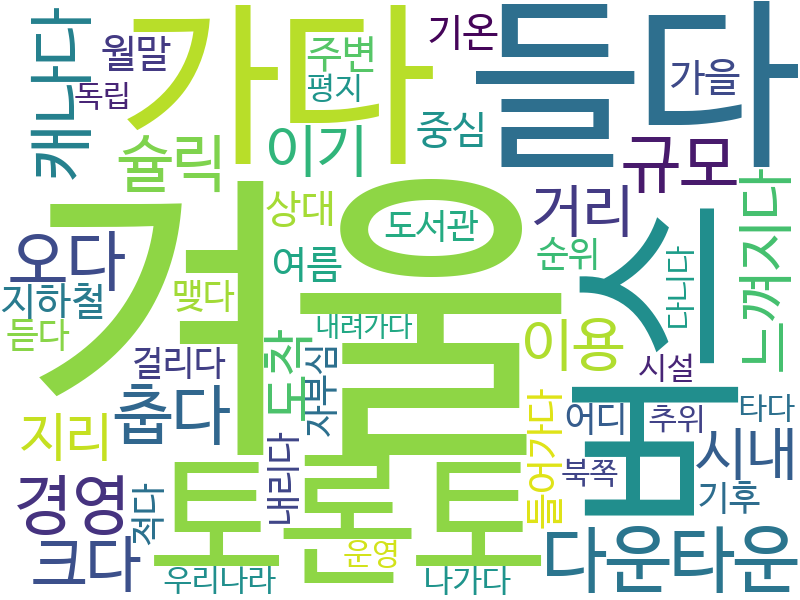 캐나다
월말
독립
가다
주변
평지
기온
들다
가을
슐릭
이기
중심
규모
겨울
상대
도서관
거리
느껴지다
오다
지하철
듣다
맺다
여름
순위
버스
다니다
걸리다
내려가다
도착
자부심
이용
시설
지리
춥다
들어가다
어디
추위
타다
시내
경영
적다
내리다
토론토
북쪽
기후
크다
우리나라
운영
나가다
다운타운